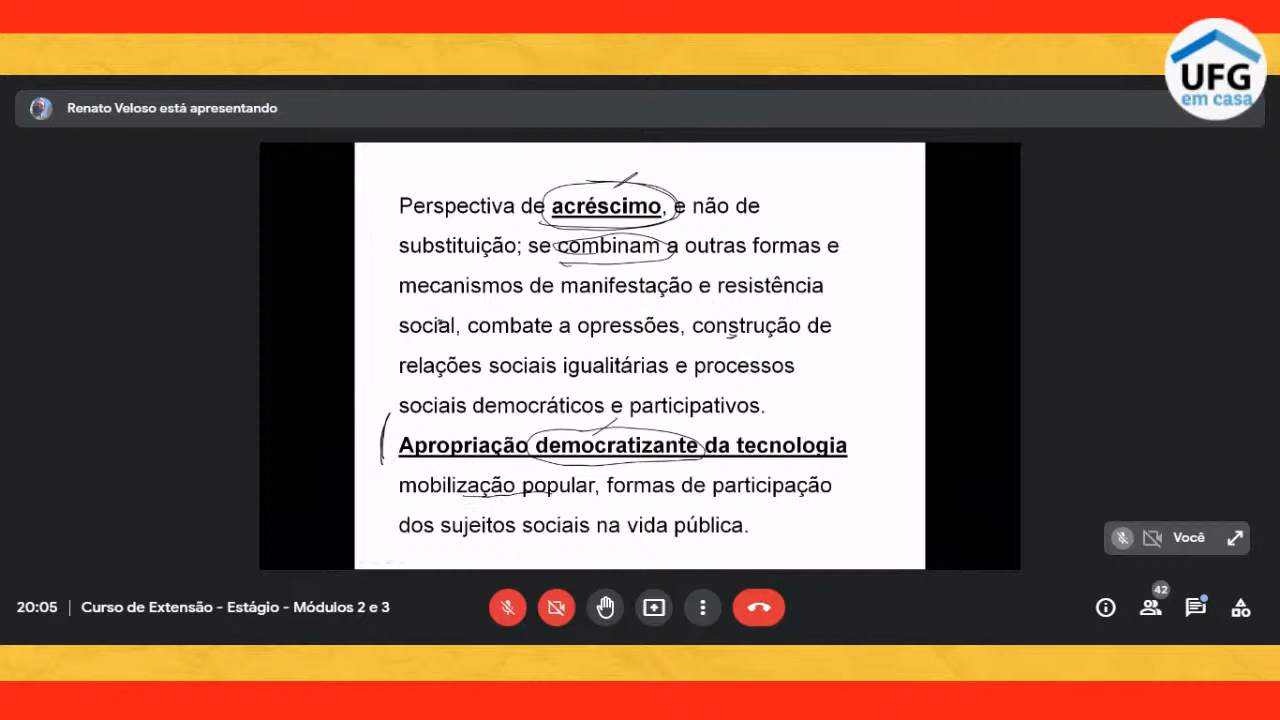 UFG
em casa
Renato Veloso está apresentando
Perspectiva de acréscimo, e não de
substituição; se combinam a outras formas e
mecanismos de manifestação e resistência
social, combate a opressões, construção de
relações sociais igualitárias e processos
sociais democráticos e participativos.
Apropriação democratizante da tecnologia
mobilização popular, formas de participação
dos sujeitos sociais na vida pública.
Você
20:05 | Curso de Extensão - Estágio - Módulos 2 e 3
42